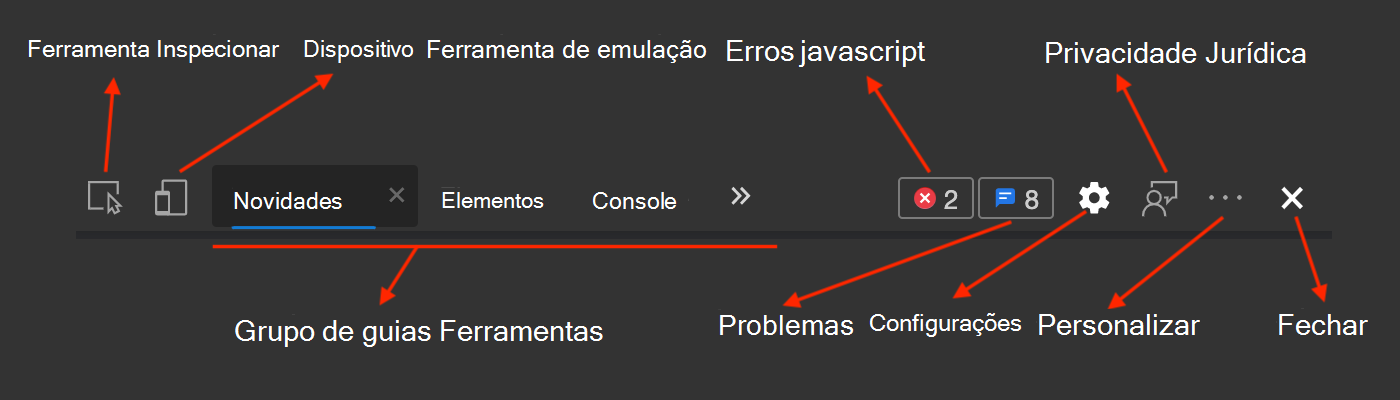 Ferramenta Inspecionar Dispositivo Ferramenta de emulação Erros javascript Privacidade Jurídica
Novidades Elementos Console 2 8
Grupo de guias Ferramentas Problemas Configurações Personalizar Fechar